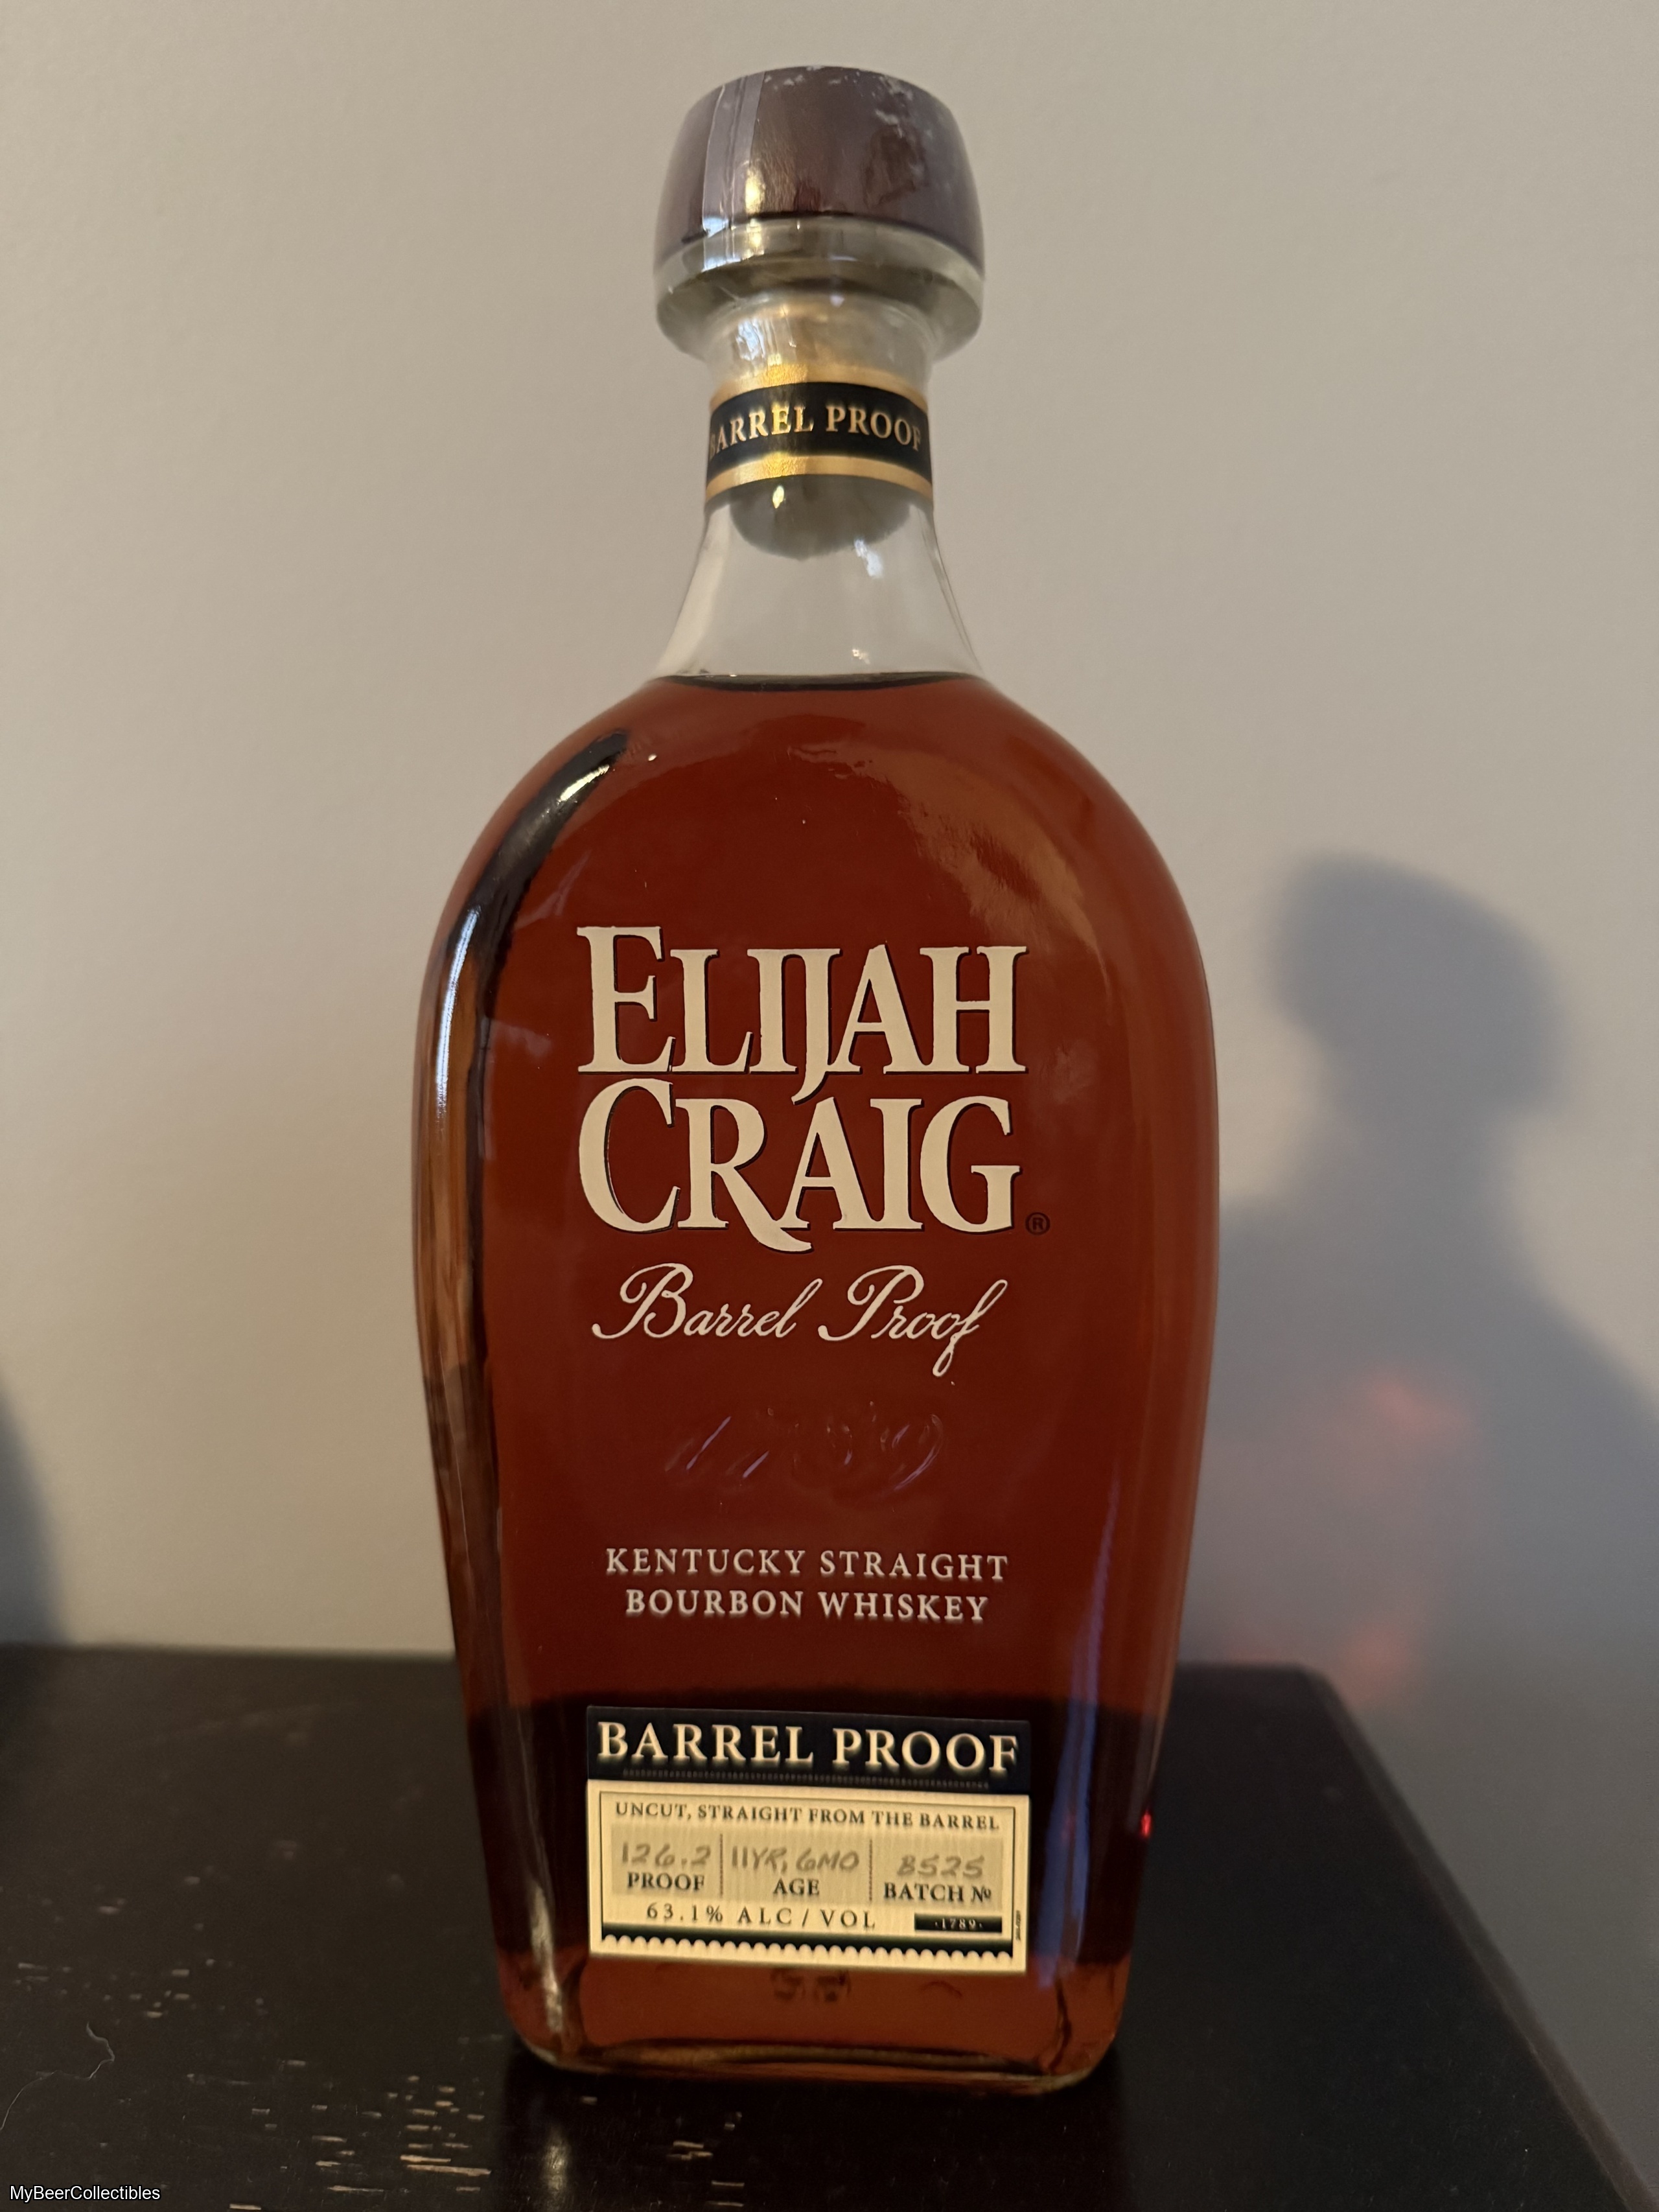 BARREL PROOF
ELIJAH
CRAIG®
Barrel Proof
1789
KENTUCKY STRAIGHT
BOURBON WHISKEY
BARREL PROOF
UNCUT, STRAIGHT FROM THE BARREL
126.2 11YR, 6MO B525
PROOF AGE BATCH №
63.1% ALC/VOL ·1789·
MyBeerCollectibles